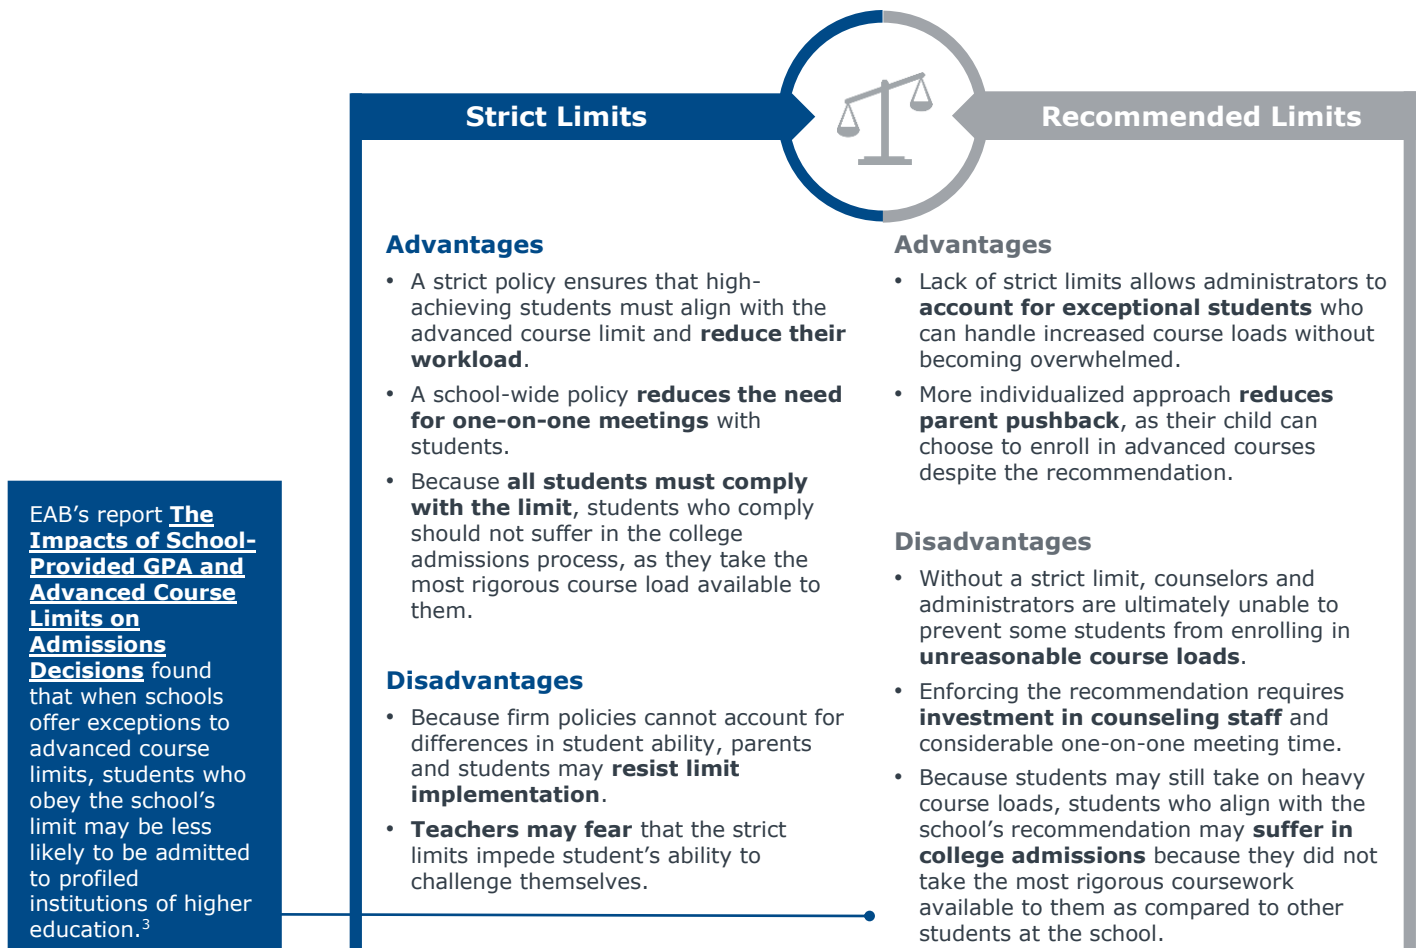 Strict Limits
Recommended Limits
Advantages
• A strict policy ensures that high-
achieving students must align with the
advanced course limit and reduce their
workload.
• A school-wide policy reduces the need
for one-on-one meetings with
students.
• Because all students must comply
with the limit, students who comply
should not suffer in the college
admissions process, as they take the
most rigorous course load available to
them.
Disadvantages
• Because firm policies cannot account for
differences in student ability, parents
and students may resist limit
implementation.
• Teachers may fear that the strict
limits impede student’s ability to
challenge themselves.
Advantages
• Lack of strict limits allows administrators to
account for exceptional students who
can handle increased course loads without
becoming overwhelmed.
• More individualized approach reduces
parent pushback, as their child can
choose to enroll in advanced courses
despite the recommendation.
Disadvantages
• Without a strict limit, counselors and
administrators are ultimately unable to
prevent some students from enrolling in
unreasonable course loads.
• Enforcing the recommendation requires
investment in counseling staff and
considerable one-on-one meeting time.
• Because students may still take on heavy
course loads, students who align with the
school’s recommendation may suffer in
college admissions because they did not
take the most rigorous coursework
available to them as compared to other
students at the school.
EAB’s report The
Impacts of School-
Provided GPA and
Advanced Course
Limits on
Admissions
Decisions found
that when schools
offer exceptions to
advanced course
limits, students who
obey the school’s
limit may be less
likely to be admitted
to profiled
institutions of higher
education.3